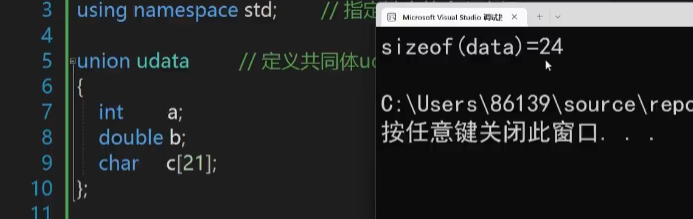 3 using namespace std; // 指定
4
5 union udata // 定义共同体ud
6 {
7 int a;
8 double b;
9 char c[21];
10 };
11
Microsoft Visual Studio 调试
sizeof(data)=24
C:\Users\86139\source\repo
按任意键关闭此窗口. . .